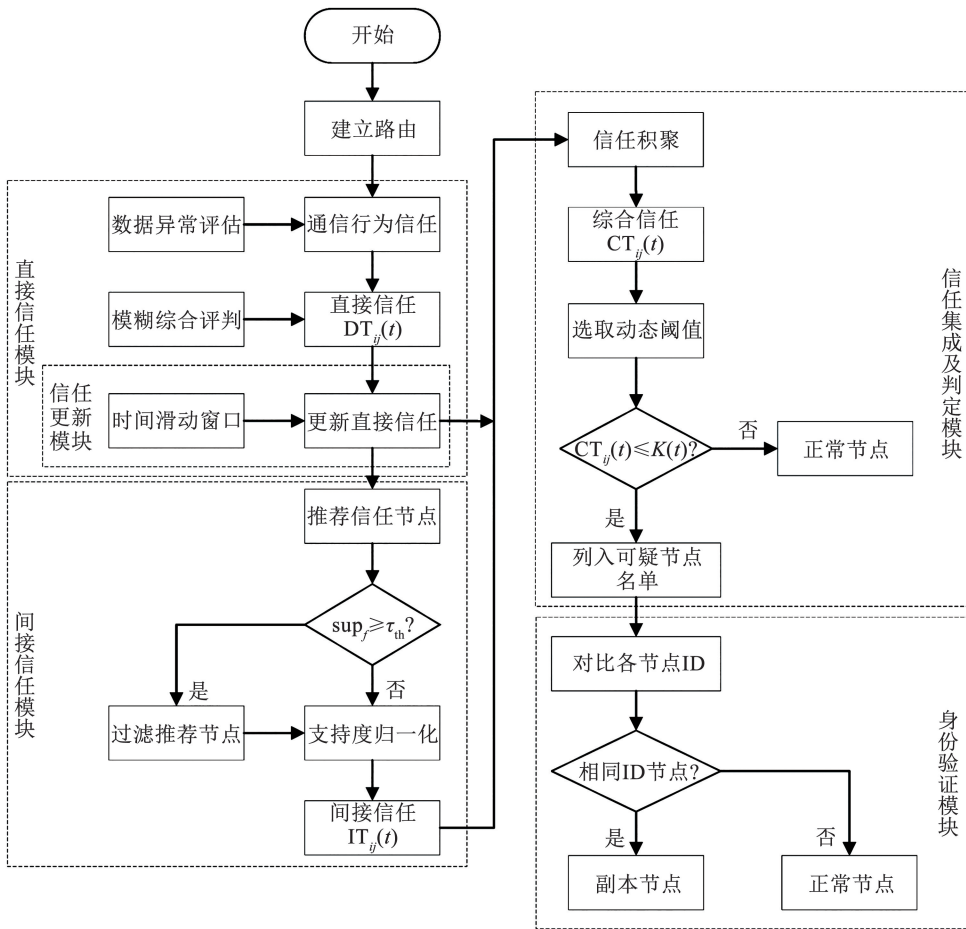 开始
建立路由
直接信任模块
数据异常评估
通信行为信任
模糊综合评判
直接信任
DT_ij(t)
信任
更新
模块
时间滑动窗口
更新直接信任
间接信任模块
推荐信任节点
sup_f≥τ_th?
是
否
过滤推荐节点
支持度归一化
间接信任
IT_ij(t)
信任积聚
综合信任
CT_ij(t)
选取动态阈值
CT_ij(t)≤K(t)?
否
正常节点
是
列入可疑节点
名单
信任集成及判定模块
对比各节点ID
相同ID节点?
是
否
副本节点
正常节点
身份验证模块